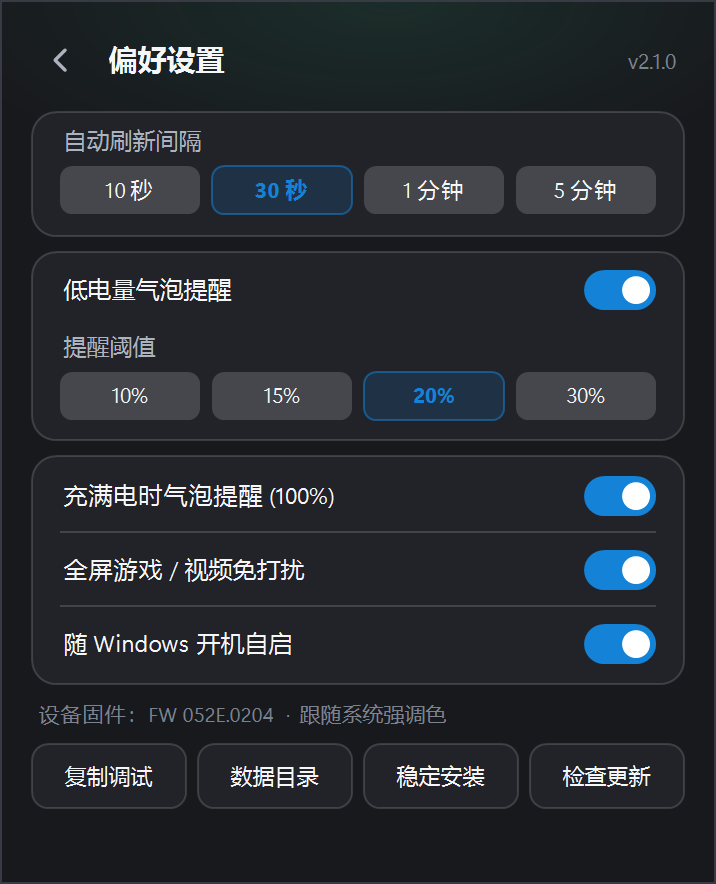 偏好设置 v2.1.0
自动刷新间隔
10 秒 30 秒 1 分钟 5 分钟
低电量气泡提醒
提醒阈值
10% 15% 20% 30%
充满电时气泡提醒 (100%)
全屏游戏 / 视频免打扰
随 Windows 开机自启
设备固件：FW 052E.0204 · 跟随系统强调色
复制调试 数据目录 稳定安装 检查更新